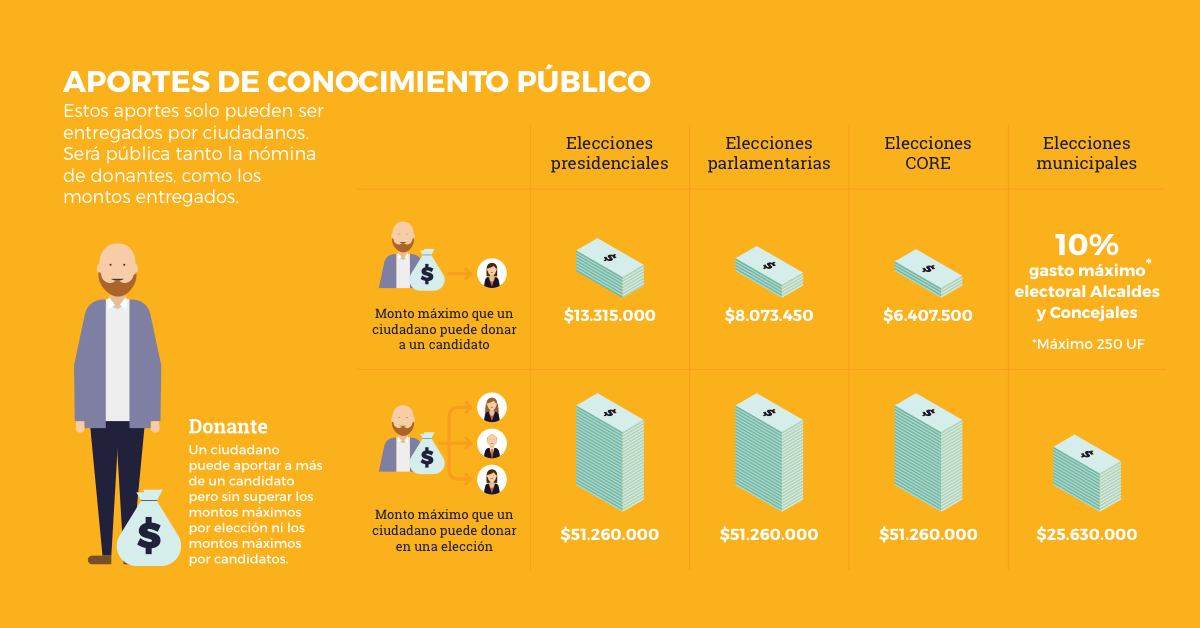 APORTES DE CONOCIMIENTO PÚBLICO
Estos aportes solo pueden ser
entregados por ciudadanos.
Será pública tanto la nómina
de donantes, como los
montos entregados.
Elecciones
presidenciales
Elecciones
parlamentarias
Elecciones
CORE
Elecciones
municipales
$
$
$
$
Monto máximo que un
ciudadano puede donar
a un candidato
$13.315.000
$8.073.450
$6.407.500
10%
gasto máximo*
electoral Alcaldes
y Concejales
*Máximo 250 UF
$
$
$
$
$
Monto máximo que un
ciudadano puede donar
en una elección
$51.260.000
$51.260.000
$51.260.000
$25.630.000
Donante
Un ciudadano
puede aportar a más
de un candidato
pero sin superar los
montos máximos
por elección ni los
montos máximos
por candidatos.
$